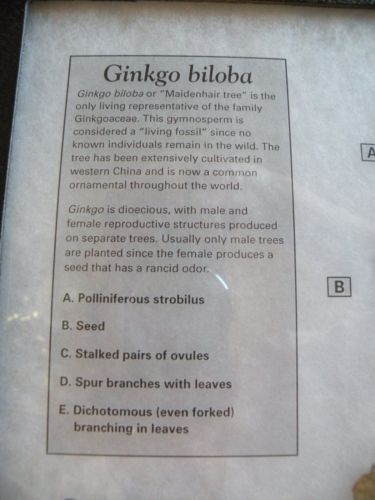 Ginkgo biloba
Ginkgo biloba or "Maidenhair tree" is the
only living representative of the family
Ginkgoaceae. This gymnosperm is
considered a "living fossil" since no
known individuals remain in the wild. The
tree has been extensively cultivated in
western China and is now a common
ornamental throughout the world.
Ginkgo is dioecious, with male and
female reproductive structures produced
on separate trees. Usually only male trees
are planted since the female produces a
seed that has a rancid odor.
A. Polliniferous strobilus
B. Seed
C. Stalked pairs of ovules
D. Spur branches with leaves
E. Dichotomous (even forked)
branching in leaves
A
B